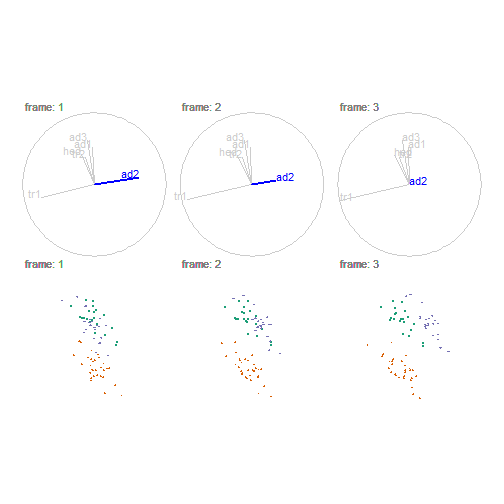 frame: 1 frame: 2 frame: 3
ad3 ad3 ad3
ad1 ad1 ad1
ad2 ad2 ad2
tr1 tr1 tr1
frame: 1 frame: 2 frame: 3